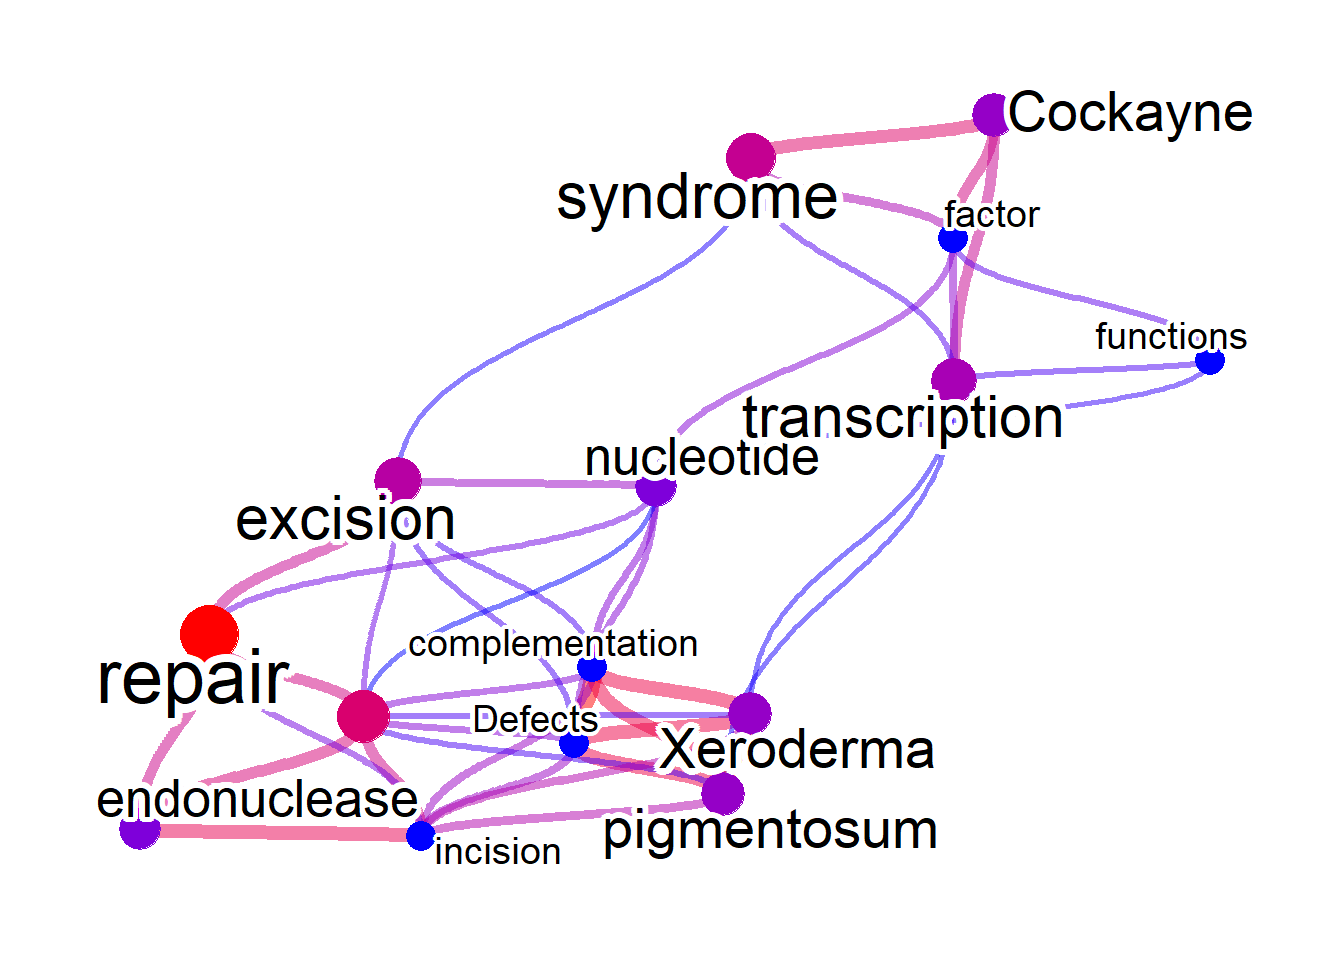 Cockayne
syndrome
factor
functions
transcription
nucleotide
excision
complementation
repair
Defects
Xeroderma
endonuclease
pigmentosum
incision